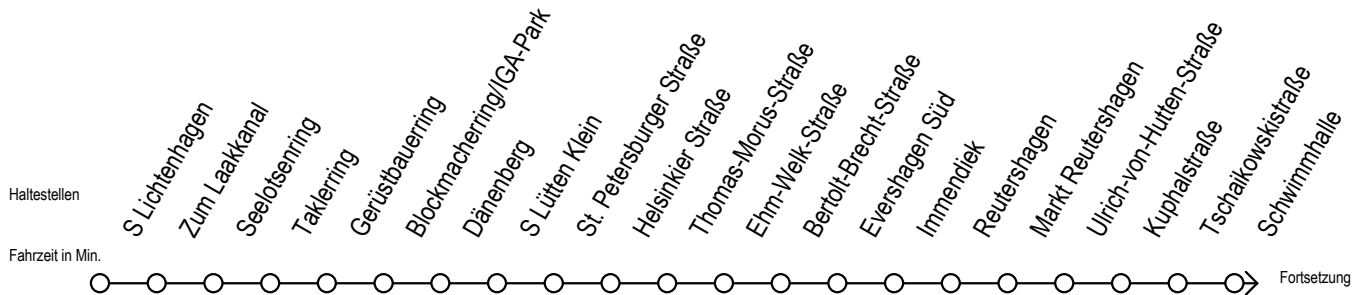 Haltestellen
S Lichtenhagen
Zum Laakkanal
Seelotsenring
Taklerring
Gerüstbauerring
Blockmacherring/IGA-Park
Dänenberg
S Lütten Klein
St. Petersburger Straße
Helsinkier Straße
Thomas-Morus-Straße
Ehm-Welk-Straße
Bertolt-Brecht-Straße
Evershagen Süd
Immendiek
Reutershagen
Markt Reutershagen
Ulrich-von-Hutten-Straße
Kuphalstraße
Tschaikowskistraße
Schwimmhalle
Fahrzeit in Min.
Fortsetzung